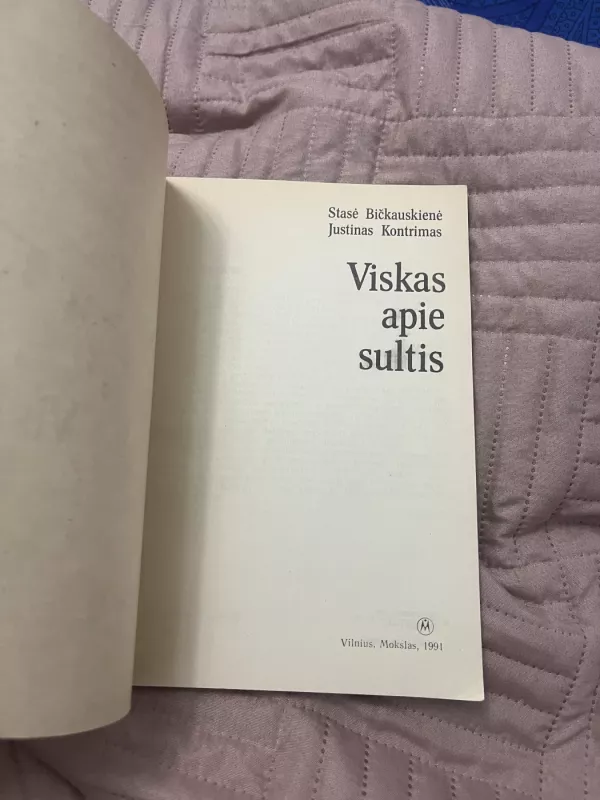 Stasė Bičkauskienė
Justinas Kontrimas
Viskas
apie
sultis
M
Vilnius. Mokslas, 1991